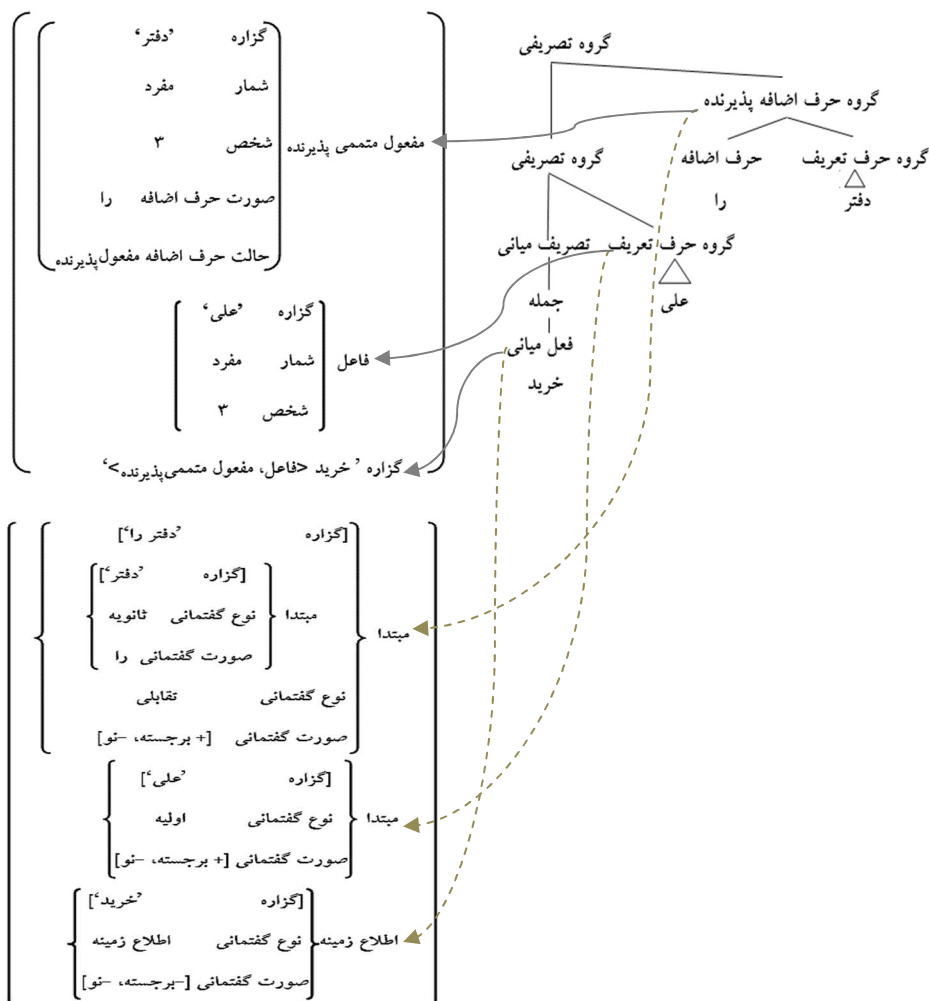 گروه تصریفی
گروه حرف اضافه پذیرنده
گروه تصریفی حرف اضافه گروه حرف تعریف
را دفتر
تصریف میانی گروه حرف تعریف
جمله علی
فعل میانی
خرید
گزاره ’دفتر‘
شمار مفرد
مفعول متممی پذیرنده شخص ۳
صورت حرف اضافه را
حالت حرف اضافه مفعول پذیرنده
گزاره ’علی‘
فاعل شمار مفرد
شخص ۳
گزاره ’ خرید <فاعل، مفعول متممی پذیرنده>‘
[گزاره ’دفتر را‘]
[گزاره ’دفتر‘]
مبتدا نوع گفتمانی ثانویه
مبتدا
صورت گفتمانی را
نوع گفتمانی تقابلی
صورت گفتمانی [+ برجسته، –نو]
[گزاره ’علی‘]
مبتدا نوع گفتمانی اولیه
صورت گفتمانی [+ برجسته، –نو]
[گزاره ’خرید‘]
اطلاع زمینه نوع گفتمانی اطلاع زمینه
صورت گفتمانی [–برجسته، –نو]